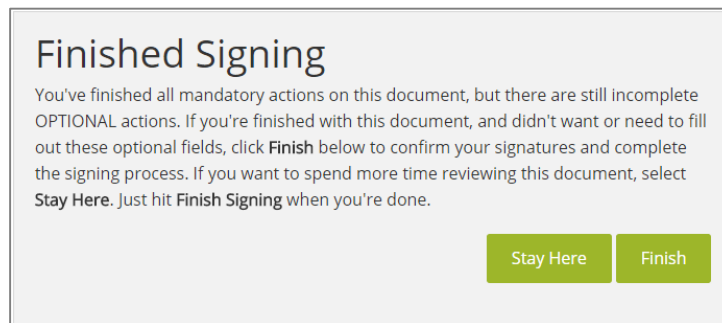 Finished Signing
You've finished all mandatory actions on this document, but there are still incomplete
OPTIONAL actions. If you're finished with this document, and didn't want or need to fill
out these optional fields, click Finish below to confirm your signatures and complete
the signing process. If you want to spend more time reviewing this document, select
Stay Here. Just hit Finish Signing when you're done.
Stay Here Finish